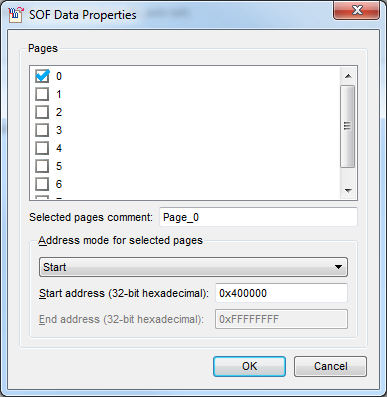 SOF Data Properties
Pages
0
1
2
3
4
5
6
Selected pages comment: Page_0
Address mode for selected pages
Start
Start address (32-bit hexadecimal): 0x400000
End address (32-bit hexadecimal): 0xFFFFFFFF
OK Cancel